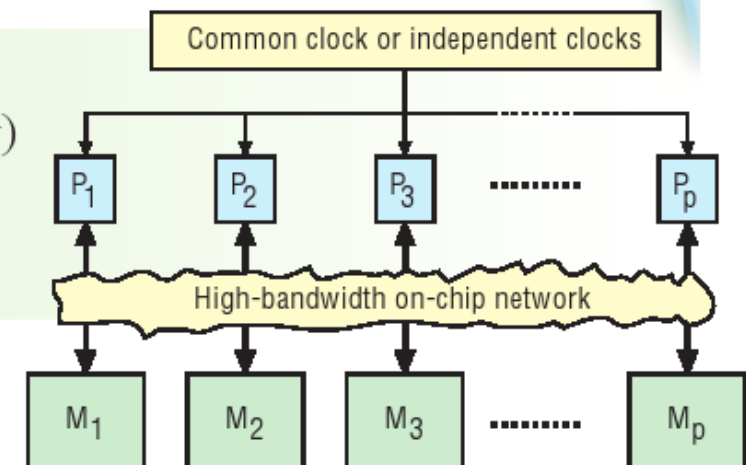 Common clock or independent clocks
)
P1 P2 P3 Pp
High-bandwidth on-chip network
M1 M2 M3 Mp